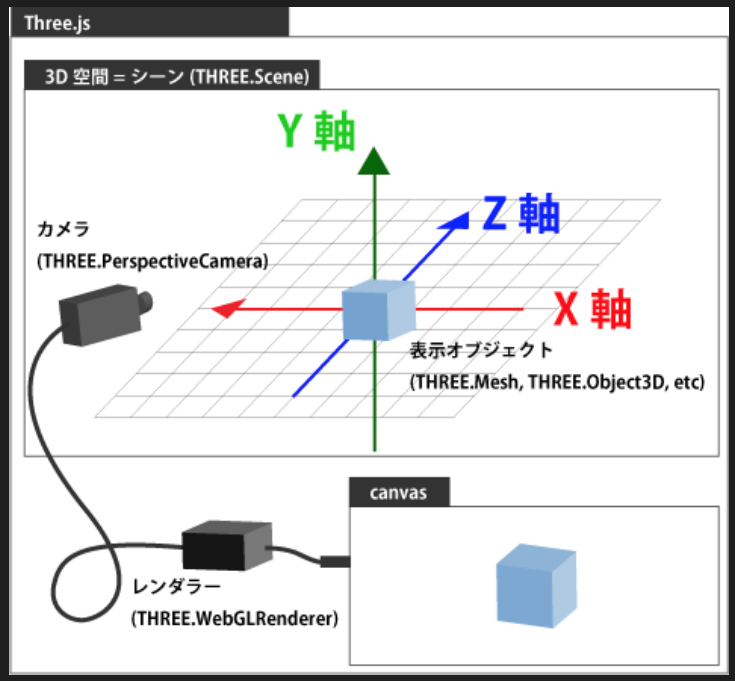 Three.js
3D 空間 = シーン (THREE.Scene)
Y 軸
Z 軸
カメラ
(THREE.PerspectiveCamera)
X 軸
表示オブジェクト
(THREE.Mesh, THREE.Object3D, etc)
canvas
レンダラー
(THREE.WebGLRenderer)